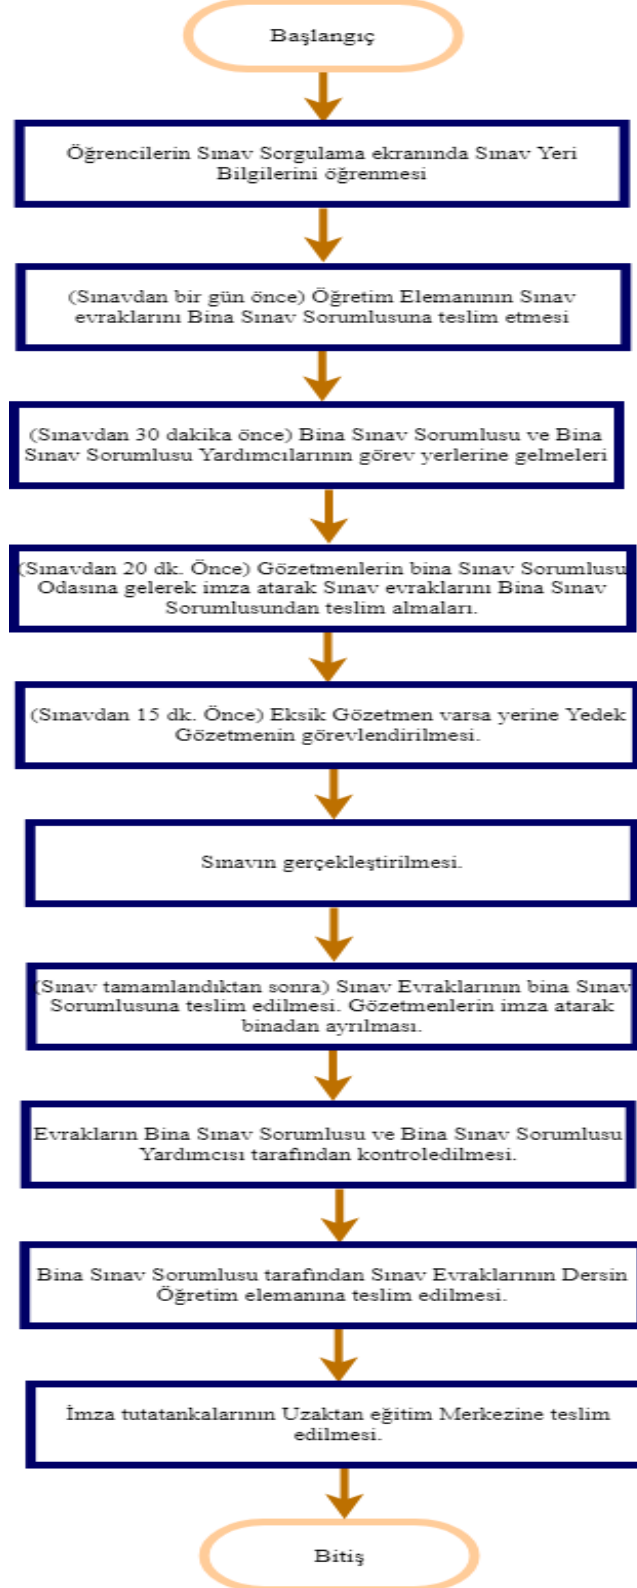 Başlangıç
Öğrencilerin Sınav Sorgulama ekranında Sınav Yeri
Bilgilerini öğrenmesi
(Sınavdan bir gün önce) Öğretim Elemanının Sınav
evraklarını Bina Sınav Sorumlusuna teslim etmesi
(Sınavdan 30 dakika önce) Bina Sınav Sorumlusu ve Bina
Sınav Sorumlusu Yardımcılarının görev yerlerine gelmeleri
(Sınavdan 20 dk. Önce) Gözetmenlerin bina Sınav Sorumlusu
Odasına gelerek imza atarak Sınav evraklarını Bina Sınav
Sorumlusundan teslim almaları.
(Sınavdan 15 dk. Önce) Eksik Gözetmen varsa yerine Yedek
Gözetmenin görevlendirilmesi.
Sınavın gerçekleştirilmesi.
(Sınav tamamlandıktan sonra) Sınav Evraklarının bina Sınav
Sorumlusuna teslim edilmesi. Gözetmenlerin imza atarak
binadan ayrılması.
Evrakların Bina Sınav Sorumlusu ve Bina Sınav Sorumlusu
Yardımcısı tarafından kontroledilmesi.
Bina Sınav Sorumlusu tarafından Sınav Evraklarının Dersin
Öğretim elemanına teslim edilmesi.
İmza tutatankalarının Uzaktan eğitim Merkezine teslim
edilmesi.
Bitiş